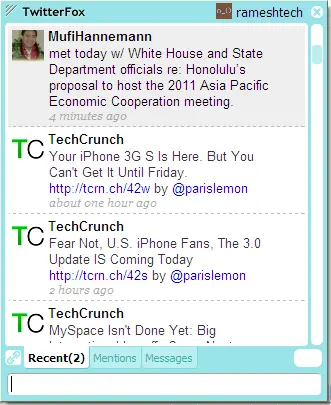 TwitterFox
rameshtech
MufiHannemann
met today w/ White House and State
Department officials re: Honolulu's
proposal to host the 2011 Asia Pacific
Economic Cooperation meeting.
4 minutes ago
TC
TechCrunch
Your iPhone 3G S Is Here. But You
Can't Get It Until Friday.
http://tcrn.ch/42w by @parislemon
about one hour ago
TC
TechCrunch
Fear Not, U.S. iPhone Fans, The 3.0
Update IS Coming Today
http://tcrn.ch/42s by @parislemon
2 hours ago
TC
TechCrunch
MySpace Isn't Done Yet: Big
Recent(2) Mentions Messages